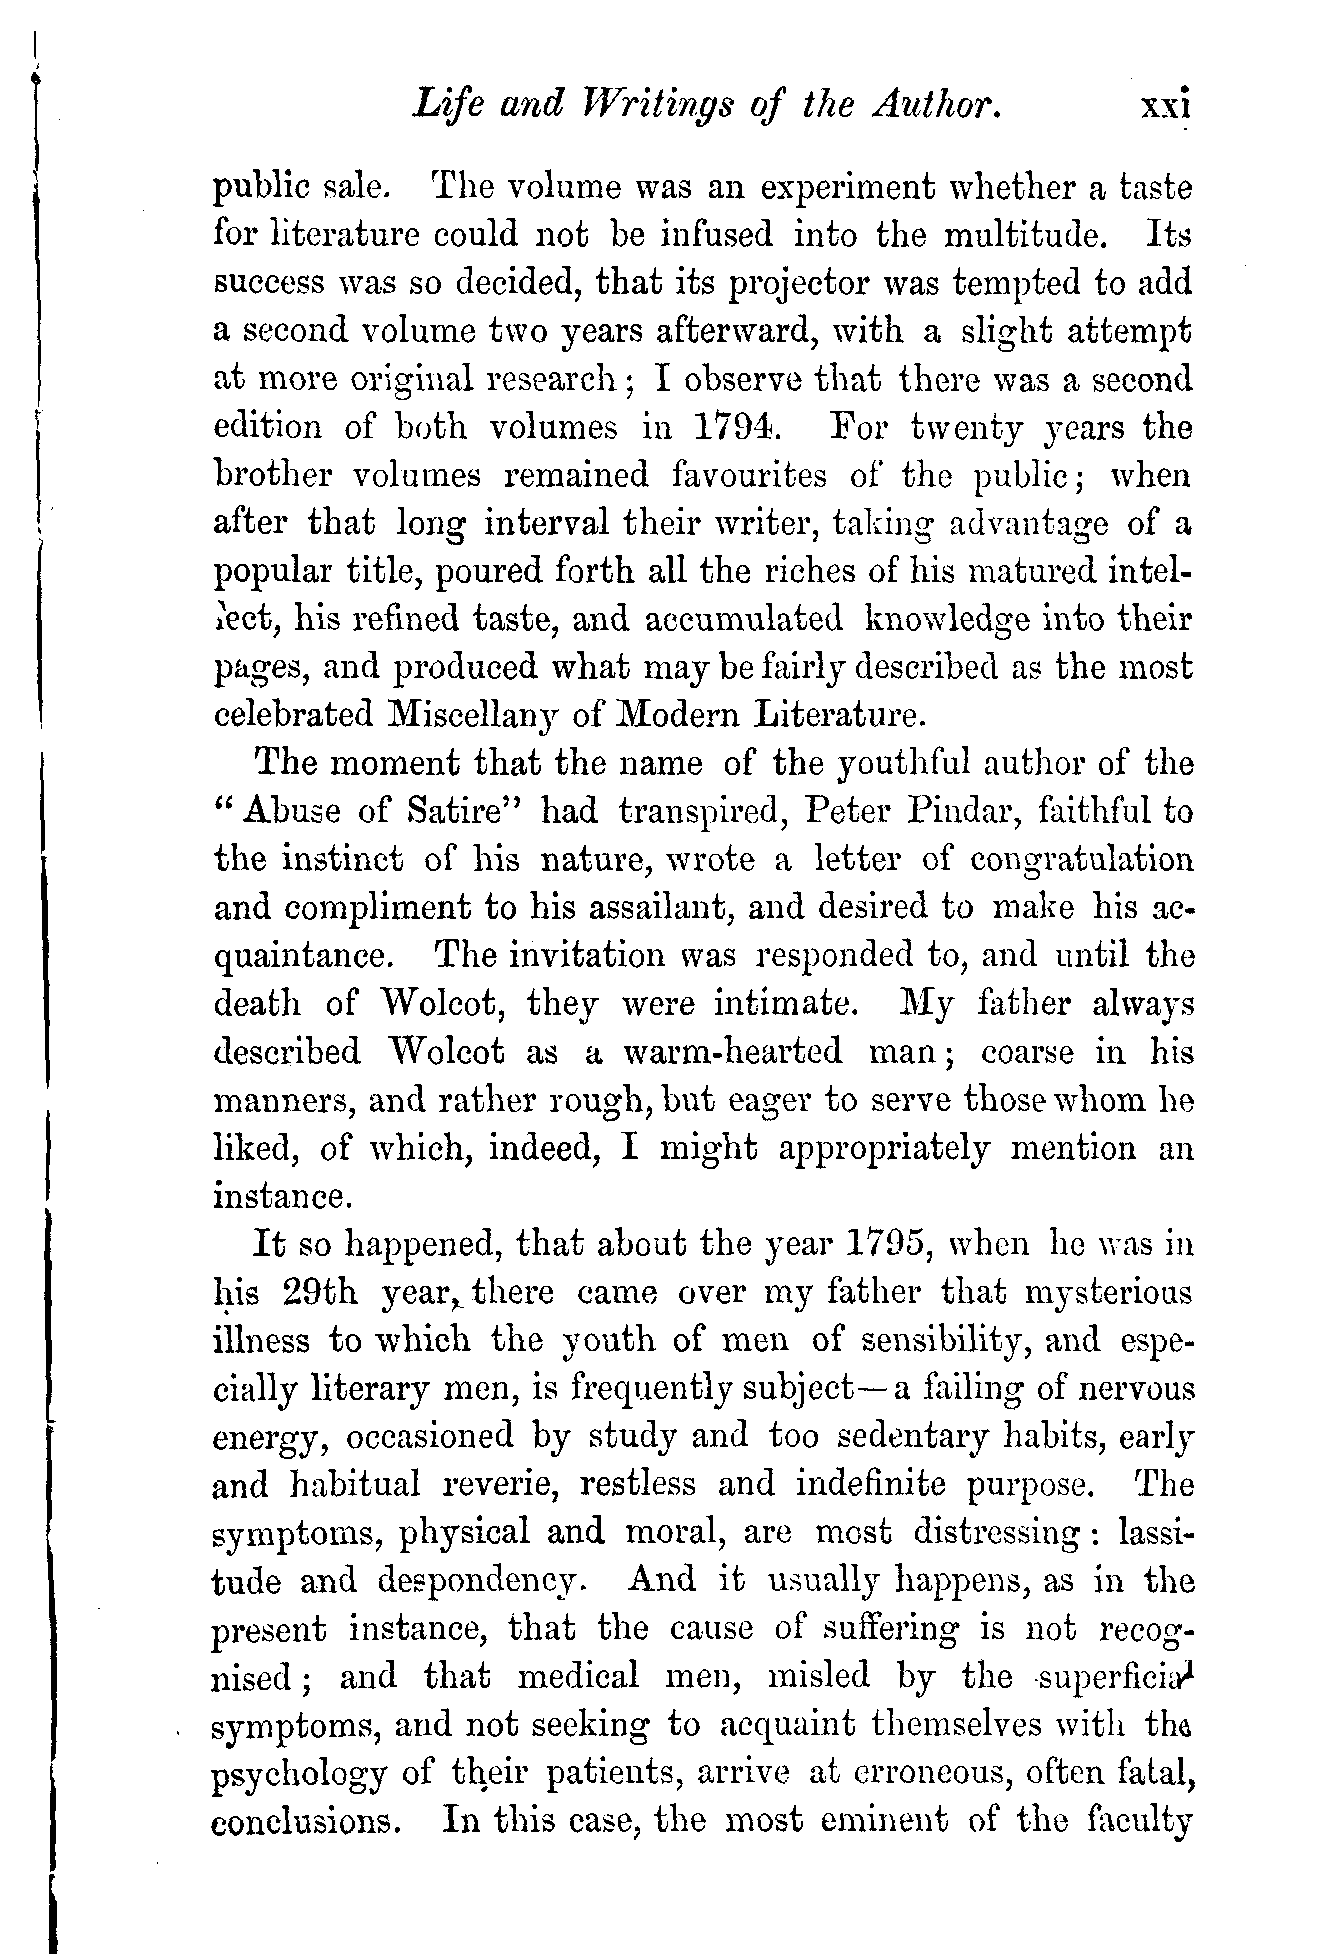 Life and Writings of the Author. xxi
public sale. The volume was an experiment whether a taste
for literature could not be infused into the multitude. Its
success was so decided, that its projector was tempted to add
a second volume two years afterward, with a slight attempt
at more original research; I observe that there was a second
edition of both volumes in 1794. For twenty years the
brother volumes remained favourites of the public; when
after that long interval their writer, taking advantage of a
popular title, poured forth all the riches of his matured intel-
lect, his refined taste, and accumulated knowledge into their
pages, and produced what may be fairly described as the most
celebrated Miscellany of Modern Literature.
The moment that the name of the youthful author of the
“Abuse of Satire” had transpired, Peter Pindar, faithful to
the instinct of his nature, wrote a letter of congratulation
and compliment to his assailant, and desired to make his ac-
quaintance. The invitation was responded to, and until the
death of Wolcot, they were intimate. My father always
described Wolcot as a warm-hearted man; coarse in his
manners, and rather rough, but eager to serve those whom he
liked, of which, indeed, I might appropriately mention an
instance.
It so happened, that about the year 1795, when he was in
his 29th year, there came over my father that mysterious
illness to which the youth of men of sensibility, and espe-
cially literary men, is frequently subject—a failing of nervous
energy, occasioned by study and too sedentary habits, early
and habitual reverie, restless and indefinite purpose. The
symptoms, physical and moral, are most distressing: lassi-
tude and despondency. And it usually happens, as in the
present instance, that the cause of suffering is not recog-
nised; and that medical men, misled by the superficial
symptoms, and not seeking to acquaint themselves with the
psychology of their patients, arrive at erroneous, often fatal,
conclusions. In this case, the most eminent of the faculty